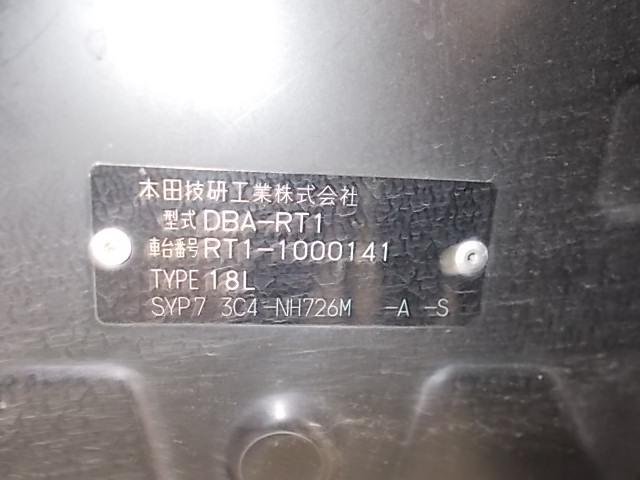 本田技研工業株式会社
型式 DBA-RT1
車台番号 RT1-1000141
TYPE 18L
SYP7 3C4-NH726M -A -S